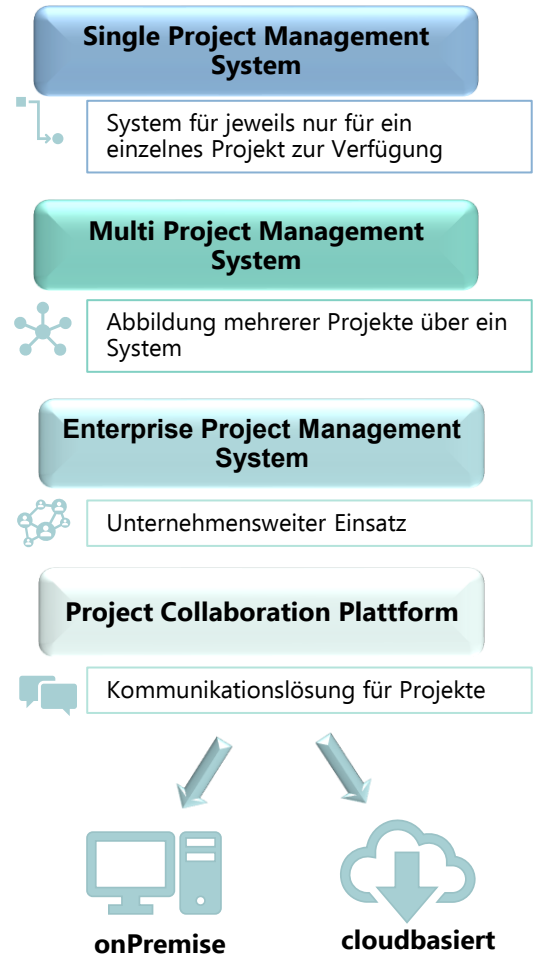 Single Project Management
System
System für jeweils nur für ein
einzelnes Projekt zur Verfügung
Multi Project Management
System
Abbildung mehrerer Projekte über ein
System
Enterprise Project Management
System
Unternehmensweiter Einsatz
Project Collaboration Plattform
Kommunikationslösung für Projekte
onPremise
cloudbasiert